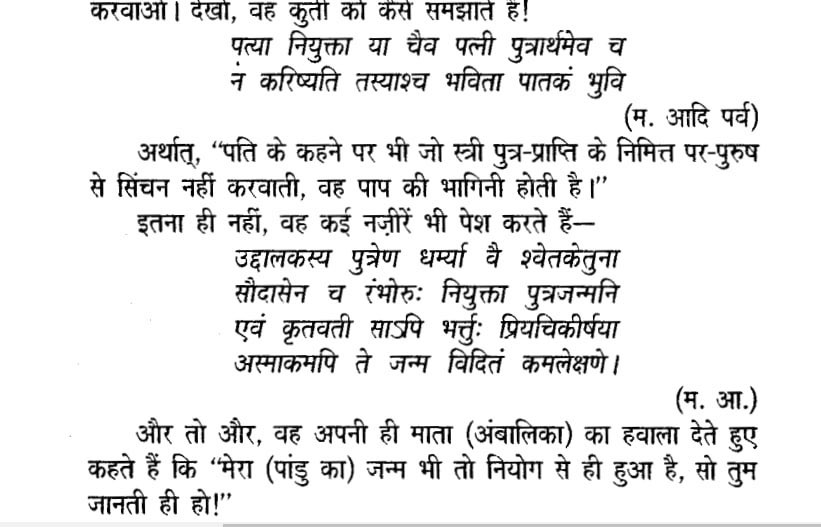 करवाओ। देखो, वह कुंती को कैसे समझाते हैं!
पत्या नियुक्ता या चैव पत्नी पुत्रार्थमेव च
न करिष्यति तस्याश्च भविता पातकं भुवि
(म. आदि पर्व)
अर्थात्, “पति के कहने पर भी जो स्त्री पुत्र-प्राप्ति के निमित्त पर-पुरुष
से सिंचन नहीं करवाती, वह पाप की भागिनी होती है।”
इतना ही नहीं, वह कई नज़ीरें भी पेश करते हैं—
उद्दालकस्य पुत्रेण धर्म्या वै श्वेतकेतुना
सौदासेन च रंभोरुः नियुक्ता पुत्रजन्मनि
एवं कृतवती साऽपि भर्त्तुः प्रियचिकीर्षया
अस्माकमपि ते जन्म विदितं कमलेक्षणे।
(म. आ.)
और तो और, वह अपनी ही माता (अंबालिका) का हवाला देते हुए
कहते हैं कि “मेरा (पांडु का) जन्म भी तो नियोग से ही हुआ है, सो तुम
जानती ही हो!”